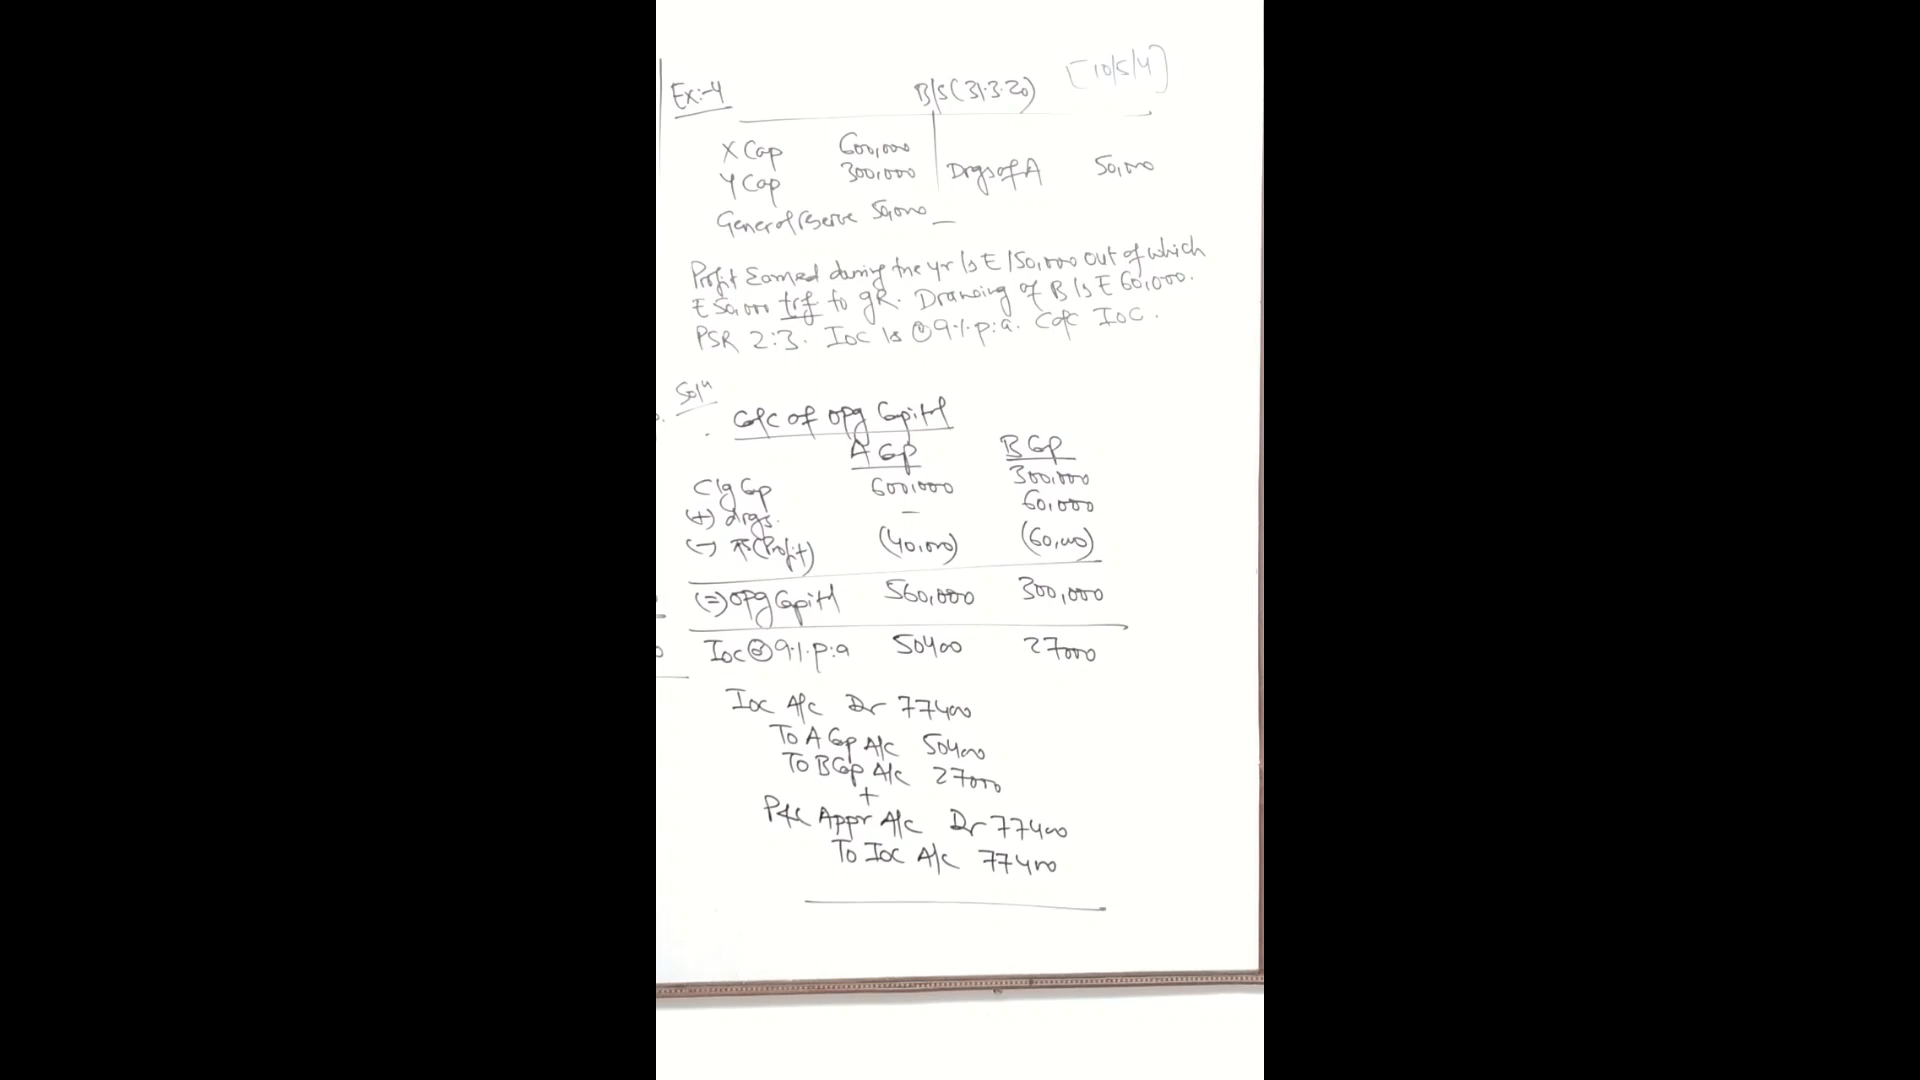 Ex:-4 B/S (31.3.20) [10/5/4]
X Cap 600,000
Y Cap 300,000 Drgs of A 50,000
General reserve 50,000
Profit Earned during the yr is ₹150,000 out of which
₹50,000 trf to gR. Drawing of B is ₹60,000.
PSR 2:3. IOC is @9.%.p.a. Calc IOC.
Solⁿ
Calc of opg Capital
A Cap B Cap
Clg Cap 600,000 300,000
(+) drgs. — 60,000
(-) (Profit) (40,000) (60,000)
(=) opg Capital 560,000 300,000
IOC @ 9.%.p.a 50400 27000
IOC A/c Dr 77400
To A Cap A/c 50400
To B Cap A/c 27000
+
P&L Appr A/c Dr 77400
To IOC A/c 77400